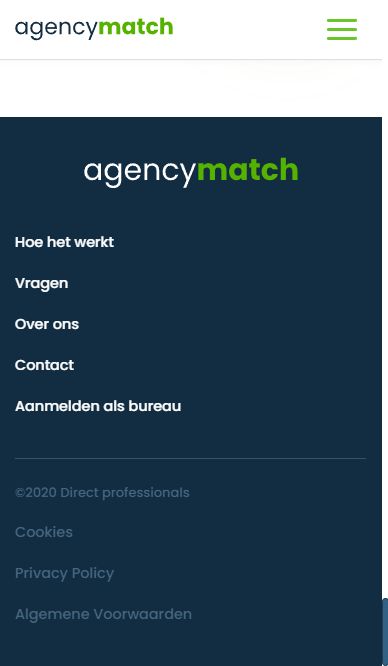 agencymatch
agencymatch
Hoe het werkt
Vragen
Over ons
Contact
Aanmelden als bureau
©2020 Direct professionals
Cookies
Privacy Policy
Algemene Voorwaarden